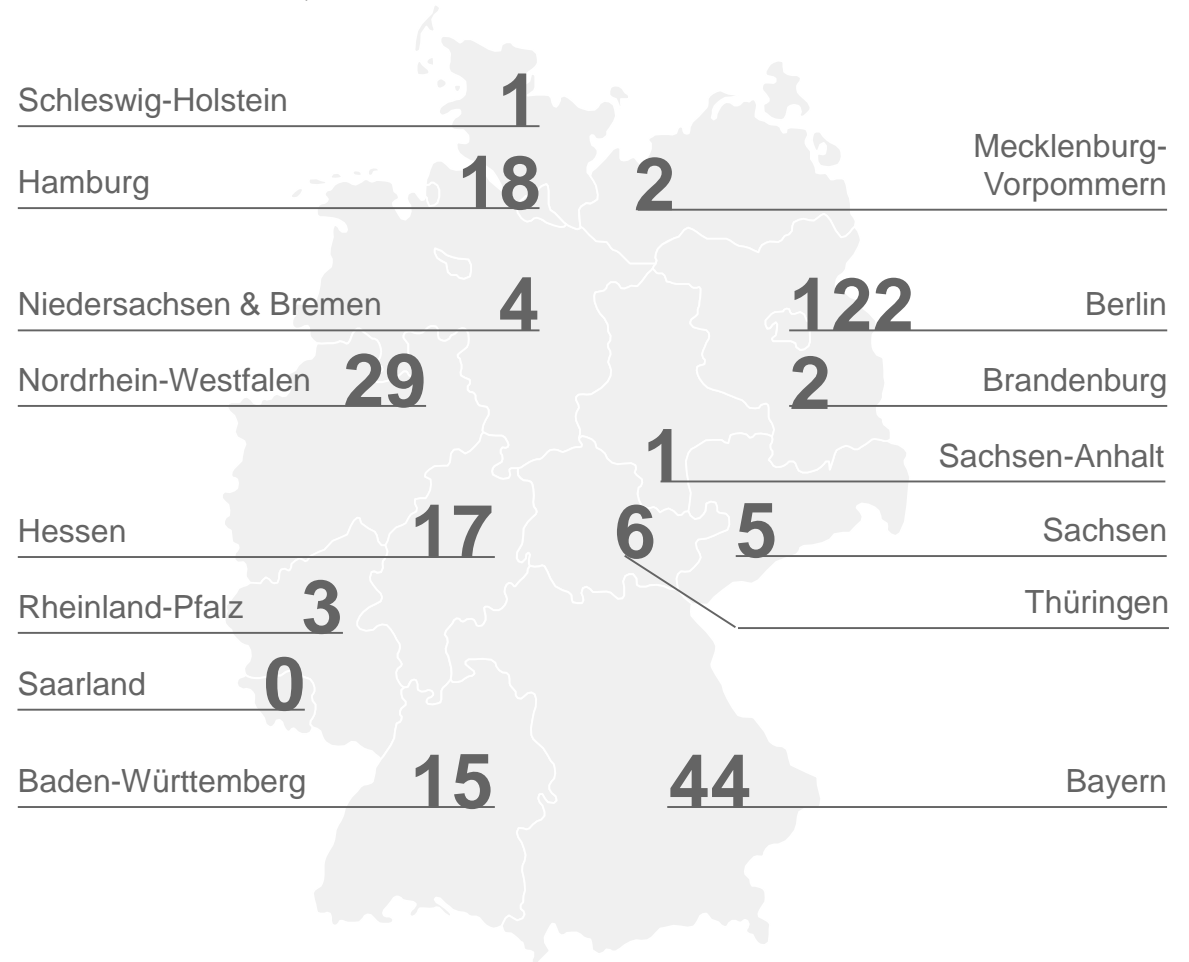 Schleswig-Holstein 1
Mecklenburg-
Hamburg 18 2 Vorpommern
Niedersachsen & Bremen 4 122 Berlin
Nordrhein-Westfalen 29 2 Brandenburg
1 Sachsen-Anhalt
Hessen 17 6 5 Sachsen
Rheinland-Pfalz 3 Thüringen
Saarland 0
Baden-Württemberg 15 44 Bayern